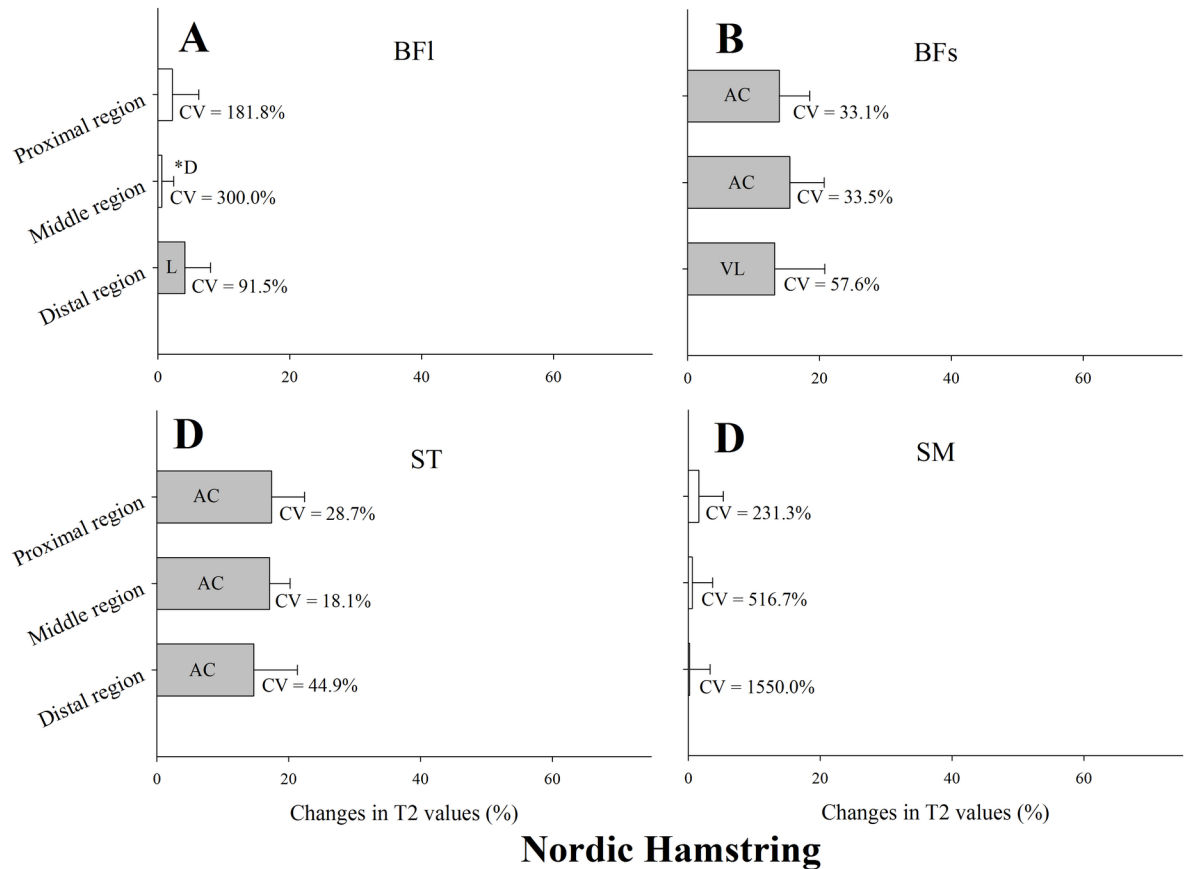 A
BFl
Proximal region
CV = 181.8%
*D
Middle region
CV = 300.0%
L
Distal region
CV = 91.5%
0 20 40 60
B
BFs
AC
CV = 33.1%
AC
CV = 33.5%
VL
CV = 57.6%
0 20 40 60
D
ST
Proximal region
AC
CV = 28.7%
Middle region
AC
CV = 18.1%
Distal region
AC
CV = 44.9%
0 20 40 60
Changes in T2 values (%)
D
SM
CV = 231.3%
CV = 516.7%
CV = 1550.0%
0 20 40 60
Changes in T2 values (%)
Nordic Hamstring